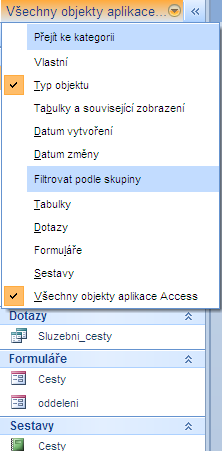 Všechny objekty aplikace...
Přejít ke kategorii
Vlastní
Typ objektu
Tabulky a související zobrazení
Datum vytvoření
Datum změny
Filtrovat podle skupiny
Tabulky
Dotazy
Formuláře
Sestavy
Všechny objekty aplikace Access
Dotazy
Sluzebni_cesty
Formuláře
Cesty
oddeleni
Sestavy
Cesty